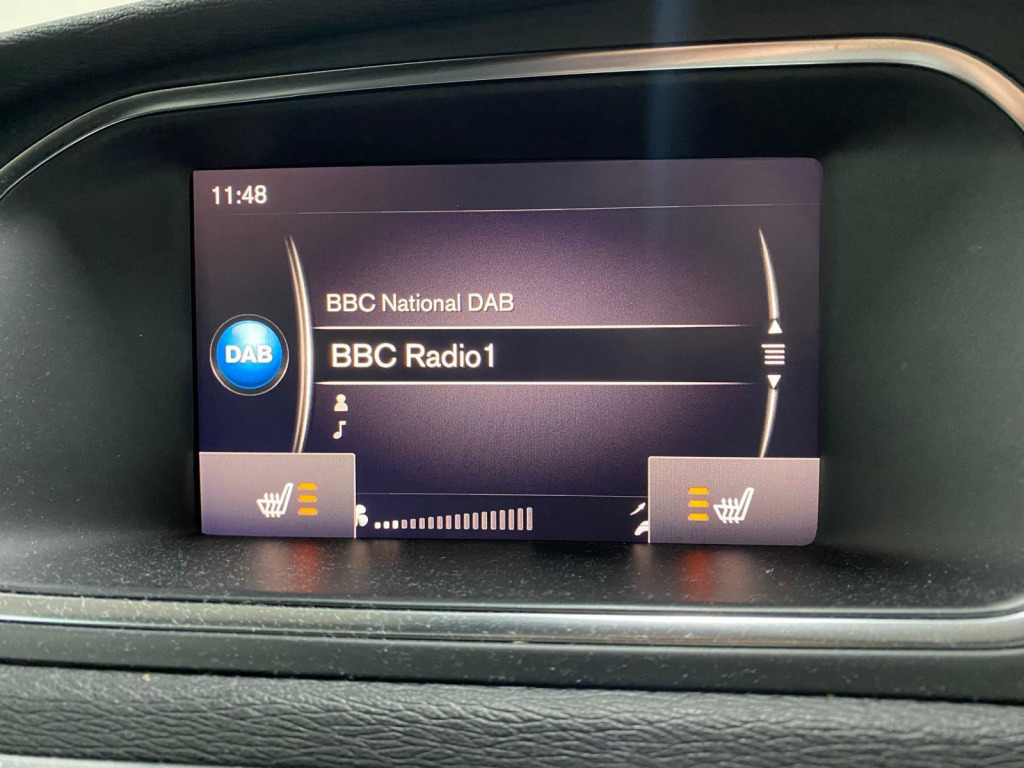 11:48
BBC National DAB
DAB
BBC Radio1